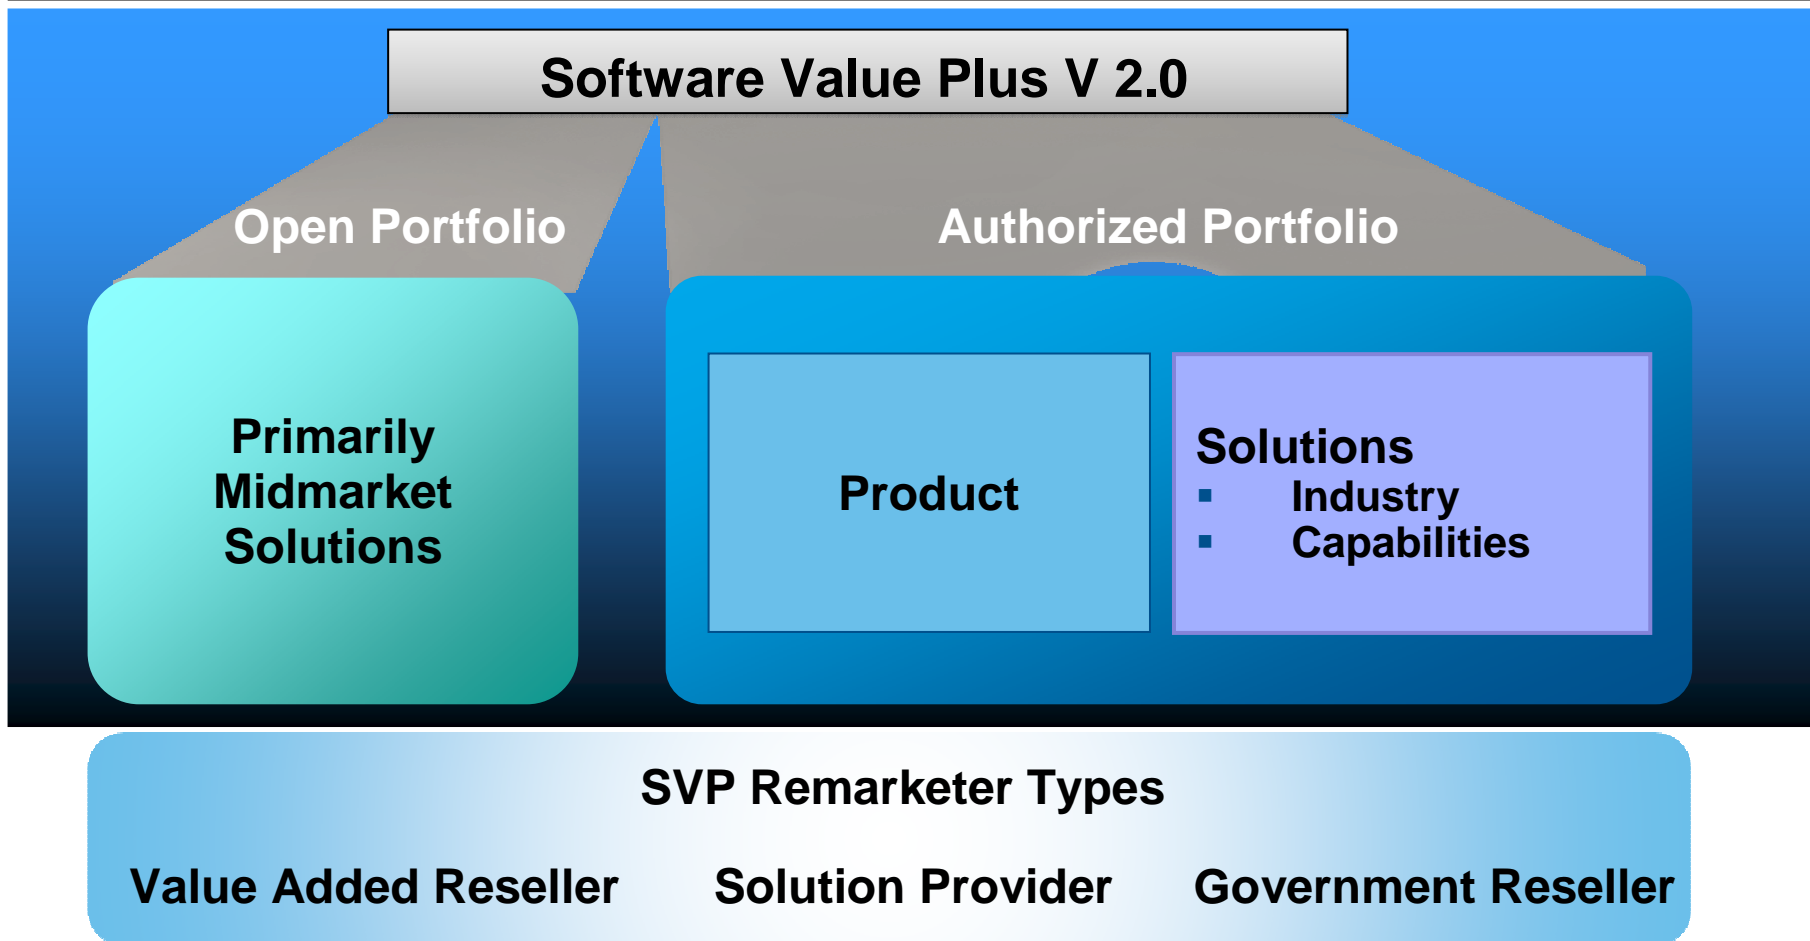 Software Value Plus V 2.0
Open Portfolio
Authorized Portfolio
Primarily
Midmarket
Solutions
Product
Solutions
▪ Industry
▪ Capabilities
SVP Remarketer Types
Value Added Reseller
Solution Provider
Government Reseller